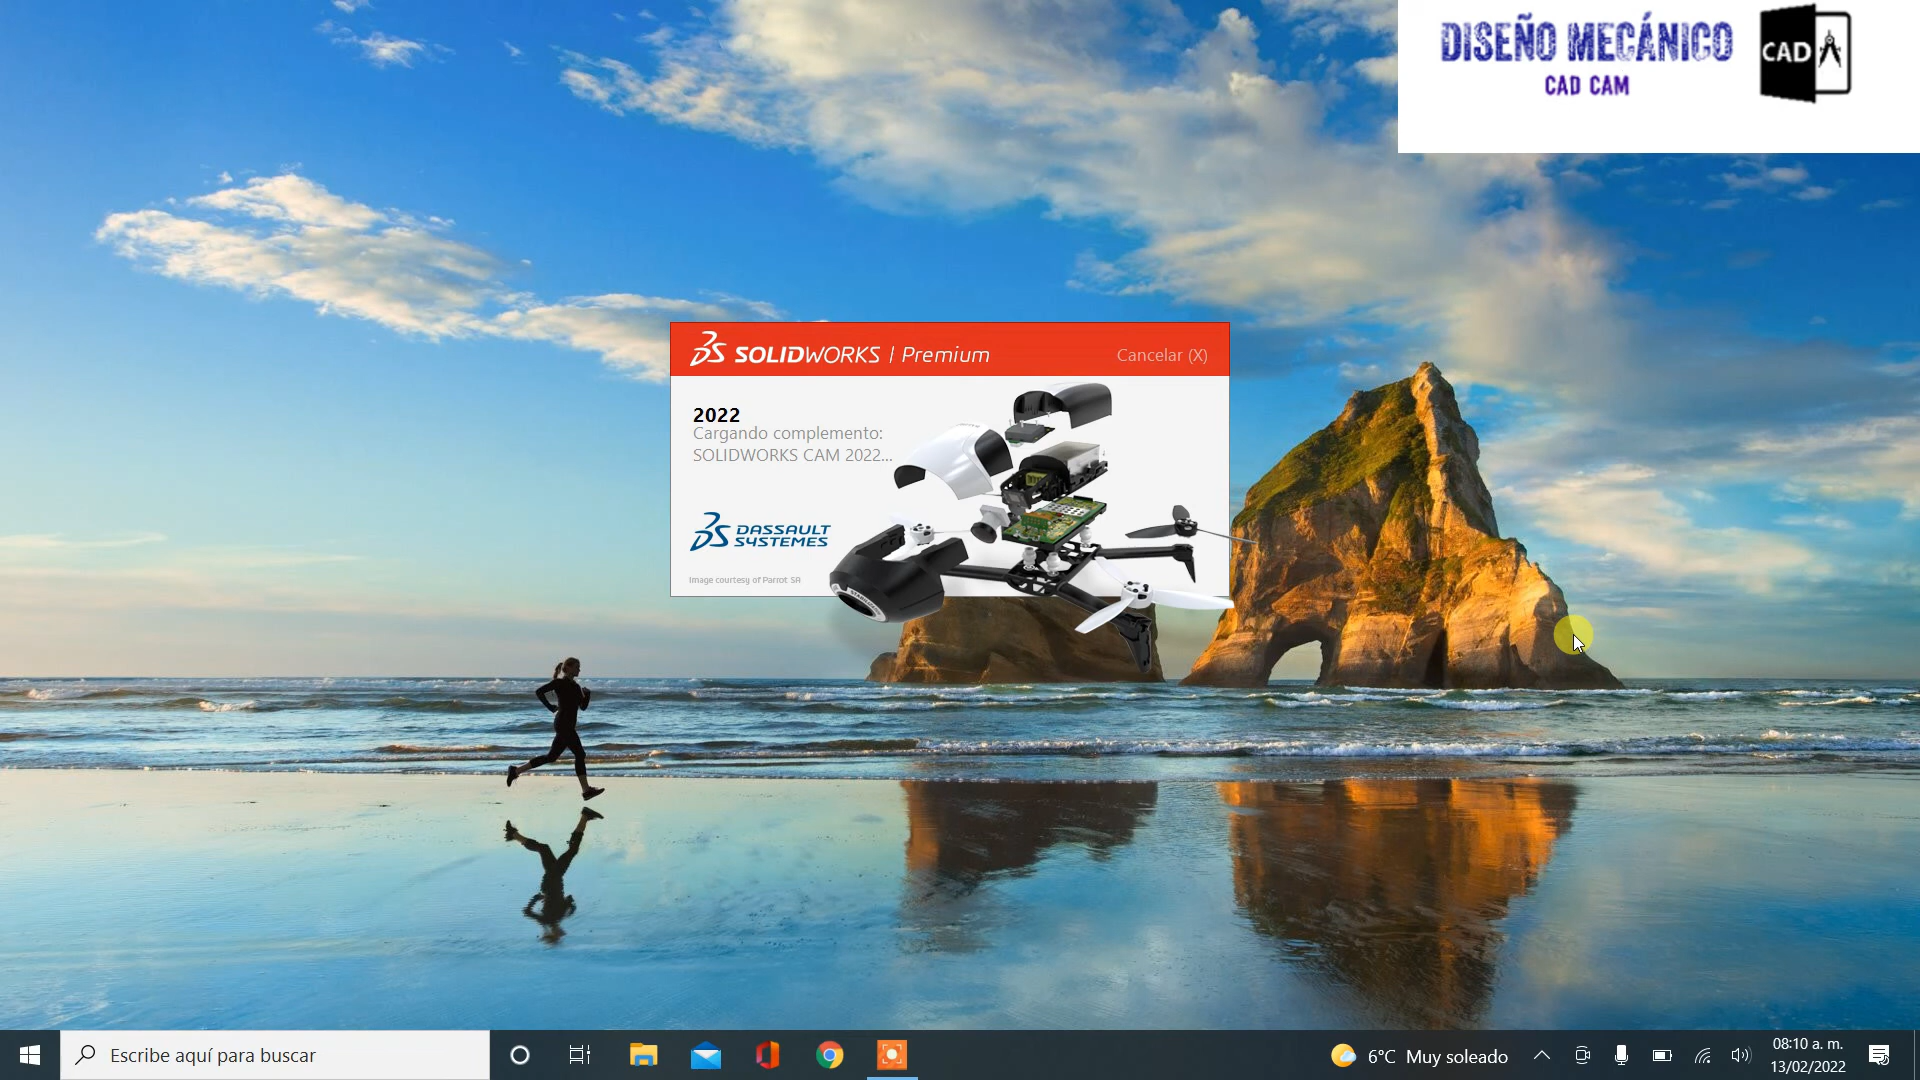 DISEÑO MECÁNICO
CAD CAM
CAD
SOLIDWORKS | Premium
Cancelar (X)
2022
Cargando complemento:
SOLIDWORKS CAM 2022...
DASSAULT
SYSTEMES
Image courtesy of Parrot SA
Escribe aquí para buscar
6°C Muy soleado
08:10 a. m.
13/02/2022